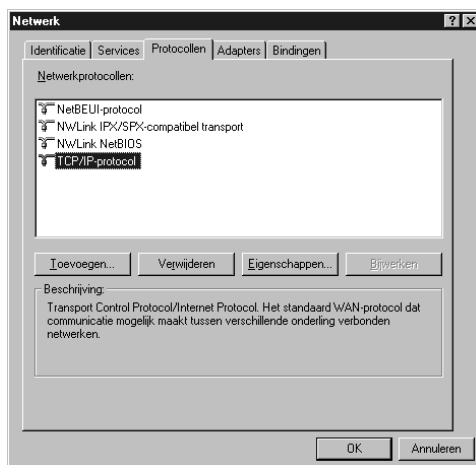 Netwerk
Identificatie Services Protocollen Adapters Bindingen
Netwerkprotocollen:
NetBEUI-protocol
NWLink IPX/SPX-compatibel transport
NWLink NetBIOS
TCP/IP-protocol
Toevoegen... Verwijderen Eigenschappen... Bijwerken
Beschrijving:
Transport Control Protocol/Internet Protocol. Het standaard WAN-protocol dat
communicatie mogelijk maakt tussen verschillende onderling verbonden
netwerken.
OK Annuleren